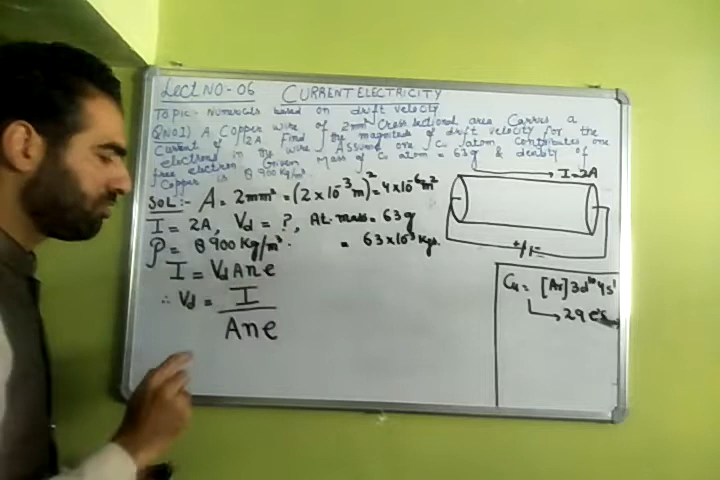 Lect NO-06 CURRENT ELECTRICITY
Topic:- Numericals based on drift velocity
QNO1) A Copper wire of 2mm² Cross sectional area Carries a
Current of 2A. Find the magnitude of drift velocity for the
electrons in the wire Assume one Cu atom Contributes one
free electron Given Mass of Cu atom = 63g & density of
Copper is 8900 Kg/m³
I=2A
SOL:- A = 2mm² = (2×10⁻³m)² = 4×10⁻⁶m²
I = 2A, Vd = ?, At. mass = 63g
ρ = 8900 Kg/m³. = 63×10⁻³ Kgs.
+/-
I = VdAne
∴ Vd = I
Ane
Cu = [Ar]3d¹⁰4s¹
→ 29 e's